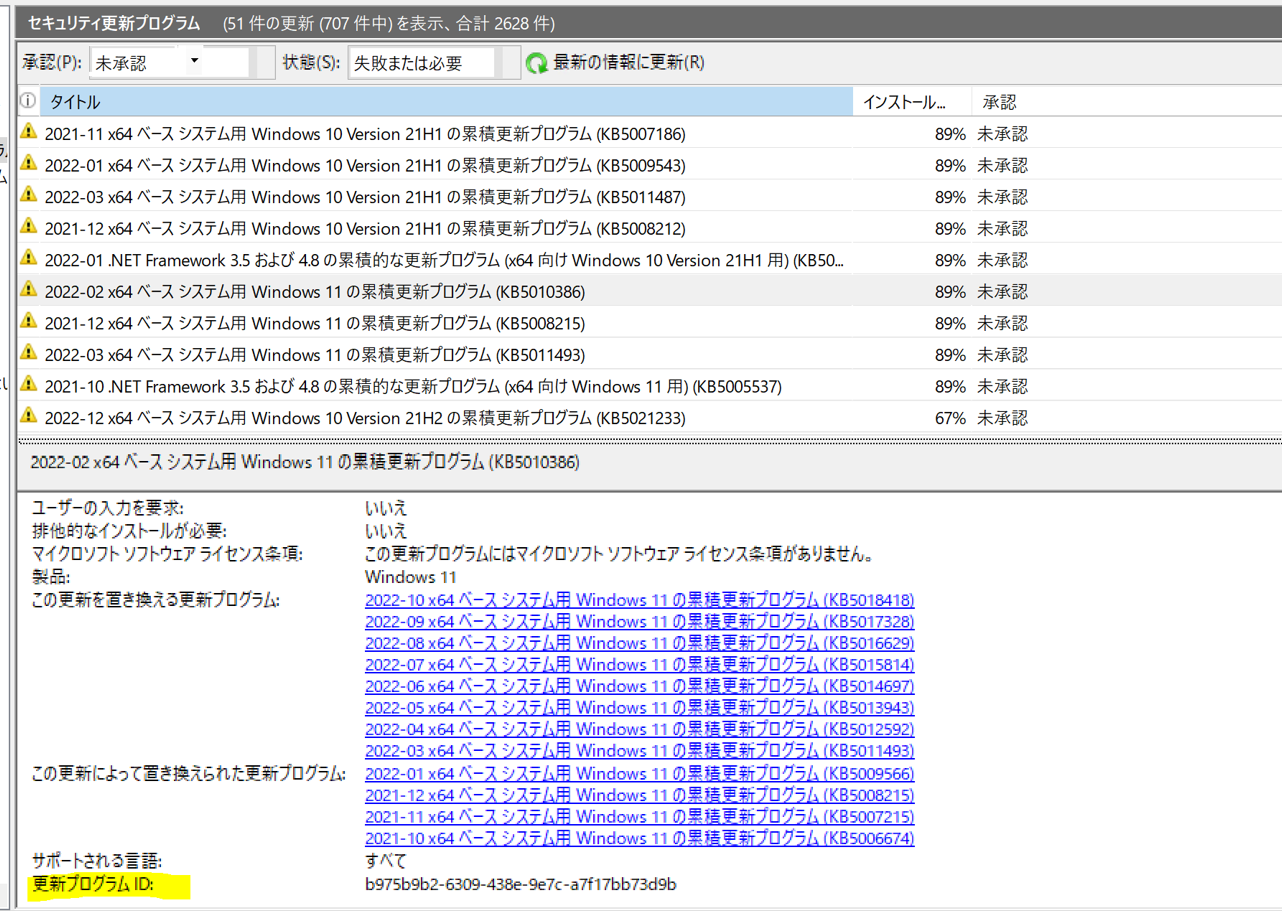 セキュリティ更新プログラム (51 件の更新 (707 件中) を表示、合計 2628 件)
承認(P): 未承認 状態(S): 失敗または必要 最新の情報に更新(R)
タイトル インストール... 承認
2021-11 x64 ベース システム用 Windows 10 Version 21H1 の累積更新プログラム (KB5007186) 89% 未承認
2022-01 x64 ベース システム用 Windows 10 Version 21H1 の累積更新プログラム (KB5009543) 89% 未承認
2022-03 x64 ベース システム用 Windows 10 Version 21H1 の累積更新プログラム (KB5011487) 89% 未承認
2021-12 x64 ベース システム用 Windows 10 Version 21H1 の累積更新プログラム (KB5008212) 89% 未承認
2022-01 .NET Framework 3.5 および 4.8 の累積的な更新プログラム (x64 向け Windows 10 Version 21H1 用) (KB50... 89% 未承認
2022-02 x64 ベース システム用 Windows 11 の累積更新プログラム (KB5010386) 89% 未承認
2021-12 x64 ベース システム用 Windows 11 の累積更新プログラム (KB5008215) 89% 未承認
2022-03 x64 ベース システム用 Windows 11 の累積更新プログラム (KB5011493) 89% 未承認
2021-10 .NET Framework 3.5 および 4.8 の累積的な更新プログラム (x64 向け Windows 11 用) (KB5005537) 89% 未承認
2022-12 x64 ベース システム用 Windows 10 Version 21H2 の累積更新プログラム (KB5021233) 67% 未承認
2022-02 x64 ベース システム用 Windows 11 の累積更新プログラム (KB5010386)
ユーザーの入力を要求: いいえ
排他的なインストールが必要: いいえ
マイクロソフト ソフトウェア ライセンス条項: この更新プログラムにはマイクロソフト ソフトウェア ライセンス条項がありません。
製品: Windows 11
この更新を置き換える更新プログラム: 2022-10 x64 ベース システム用 Windows 11 の累積更新プログラム (KB5018418)
2022-09 x64 ベース システム用 Windows 11 の累積更新プログラム (KB5017328)
2022-08 x64 ベース システム用 Windows 11 の累積更新プログラム (KB5016629)
2022-07 x64 ベース システム用 Windows 11 の累積更新プログラム (KB5015814)
2022-06 x64 ベース システム用 Windows 11 の累積更新プログラム (KB5014697)
2022-05 x64 ベース システム用 Windows 11 の累積更新プログラム (KB5013943)
2022-04 x64 ベース システム用 Windows 11 の累積更新プログラム (KB5012592)
2022-03 x64 ベース システム用 Windows 11 の累積更新プログラム (KB5011493)
この更新によって置き換えられた更新プログラム: 2022-01 x64 ベース システム用 Windows 11 の累積更新プログラム (KB5009566)
2021-12 x64 ベース システム用 Windows 11 の累積更新プログラム (KB5008215)
2021-11 x64 ベース システム用 Windows 11 の累積更新プログラム (KB5007215)
2021-10 x64 ベース システム用 Windows 11 の累積更新プログラム (KB5006674)
サポートされる言語: すべて
更新プログラム ID: b975b9b2-6309-438e-9e7c-a7f17bb73d9b